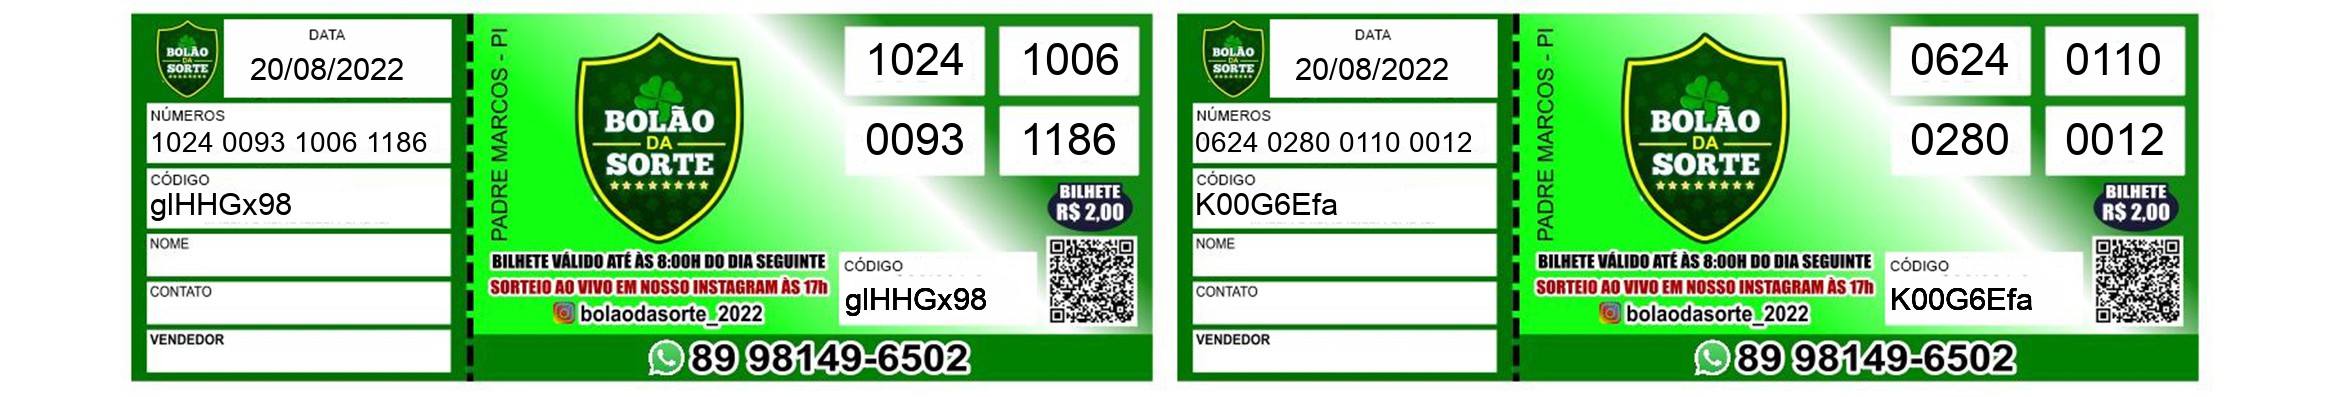 BOLÃO
DA
SORTE
DATA
20/08/2022
NÚMEROS
1024 0093 1006 1186
CÓDIGO
glHHGx98
NOME
CONTATO
VENDEDOR
PADRE MARCOS - PI
BOLÃO
DA
SORTE
1024 1006
0093 1186
BILHETE
R$ 2,00
BILHETE VÁLIDO ATÉ ÀS 8:00H DO DIA SEGUINTE
SORTEIO AO VIVO EM NOSSO INSTAGRAM ÀS 17h
bolaodasorte_2022
CÓDIGO
glHHGx98
89 98149-6502
BOLÃO
DA
SORTE
DATA
20/08/2022
NÚMEROS
0624 0280 0110 0012
CÓDIGO
K00G6Efa
NOME
CONTATO
VENDEDOR
PADRE MARCOS - PI
BOLÃO
DA
SORTE
0624 0110
0280 0012
BILHETE
R$ 2,00
BILHETE VÁLIDO ATÉ ÀS 8:00H DO DIA SEGUINTE
SORTEIO AO VIVO EM NOSSO INSTAGRAM ÀS 17h
bolaodasorte_2022
CÓDIGO
K00G6Efa
89 98149-6502